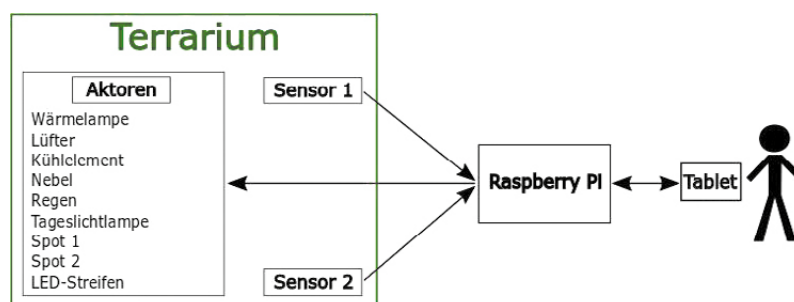 Terrarium
Aktoren
Wärmelampe
Lüfter
Kühlelement
Nebel
Regen
Tageslichtlampe
Spot 1
Spot 2
LED-Streifen
Sensor 1
Sensor 2
Raspberry PI
Tablet